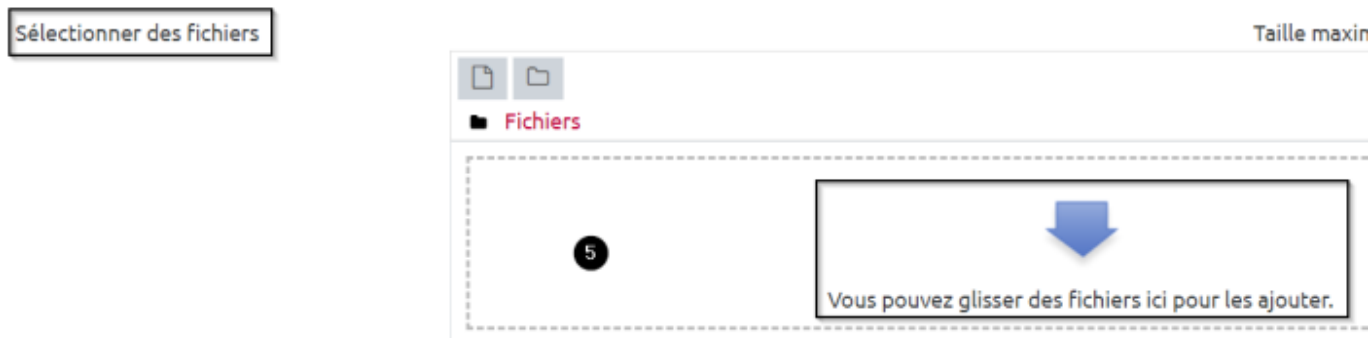 Sélectionner des fichiers
Taille maxim
Fichiers
5
Vous pouvez glisser des fichiers ici pour les ajouter.